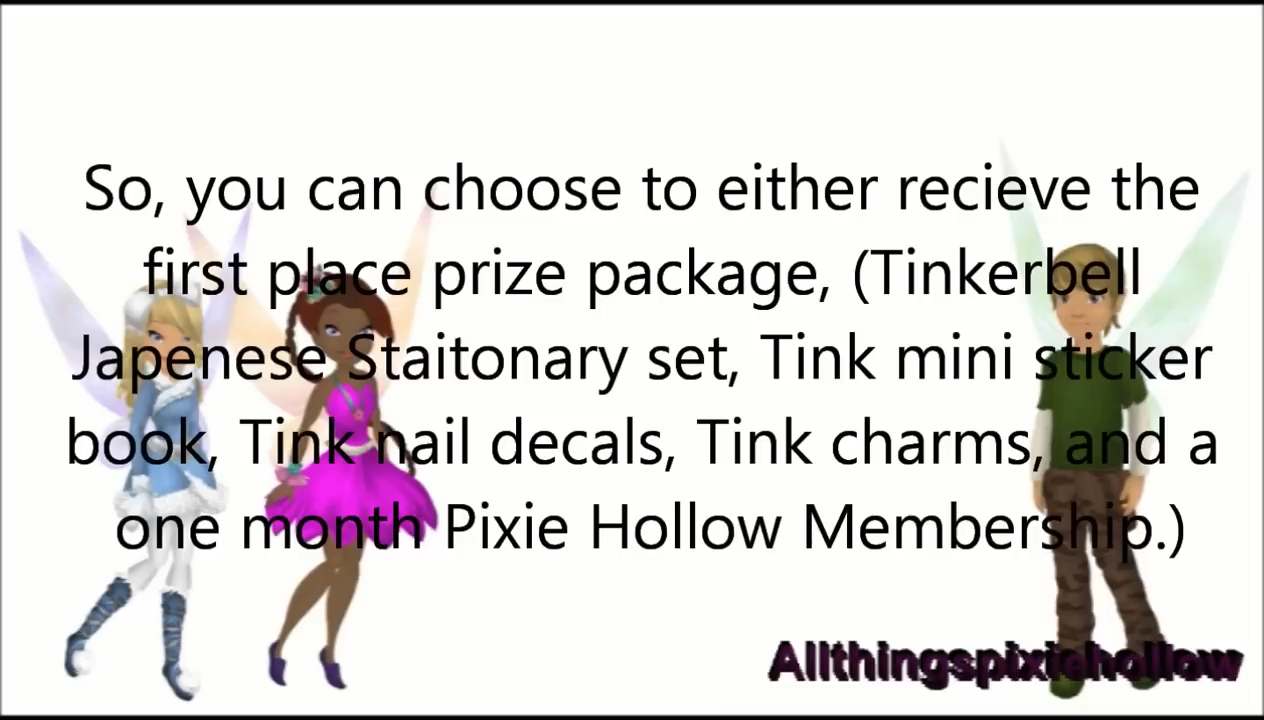 So, you can choose to either recieve the
first place prize package, (Tinkerbell
Japenese Staitonary set, Tink mini sticker
book, Tink nail decals, Tink charms, and a
one month Pixie Hollow Membership.)
Allthingspixiehollow